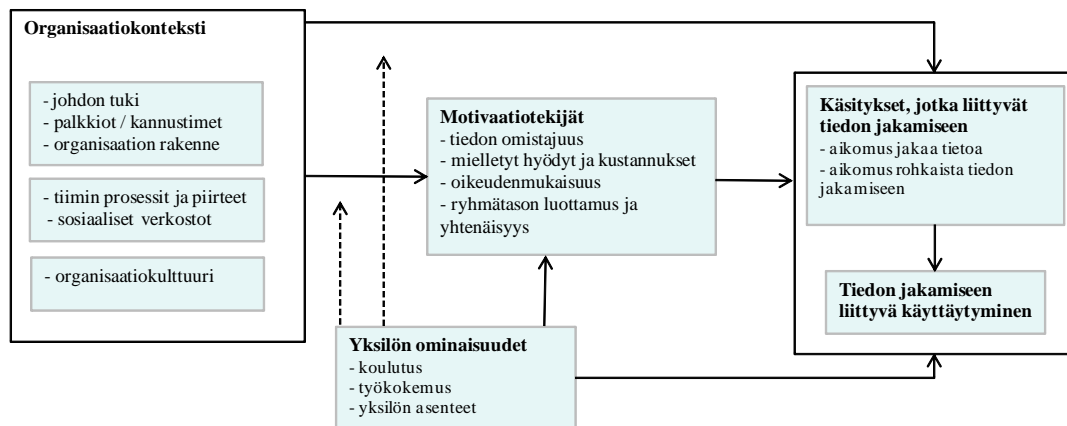 Organisaatiokonteksti
- johdon tuki
- palkkiot / kannustimet
- organisaation rakenne
- tiimin prosessit ja piirteet
- sosiaaliset verkostot
- organisaatiokulttuuri
Motivaatiotekijät
- tiedon omistajuus
- mielletyt hyödyt ja kustannukset
- oikeudenmukaisuus
- ryhmätason luottamus ja
yhtenäisyys
Yksilön ominaisuudet
- koulutus
- työkokemus
- yksilön asenteet
Käsitykset, jotka liittyvät
tiedon jakamiseen
- aikomus jakaa tietoa
- aikomus rohkaista tiedon
jakamiseen
Tiedon jakamiseen
liittyvä käyttäytyminen